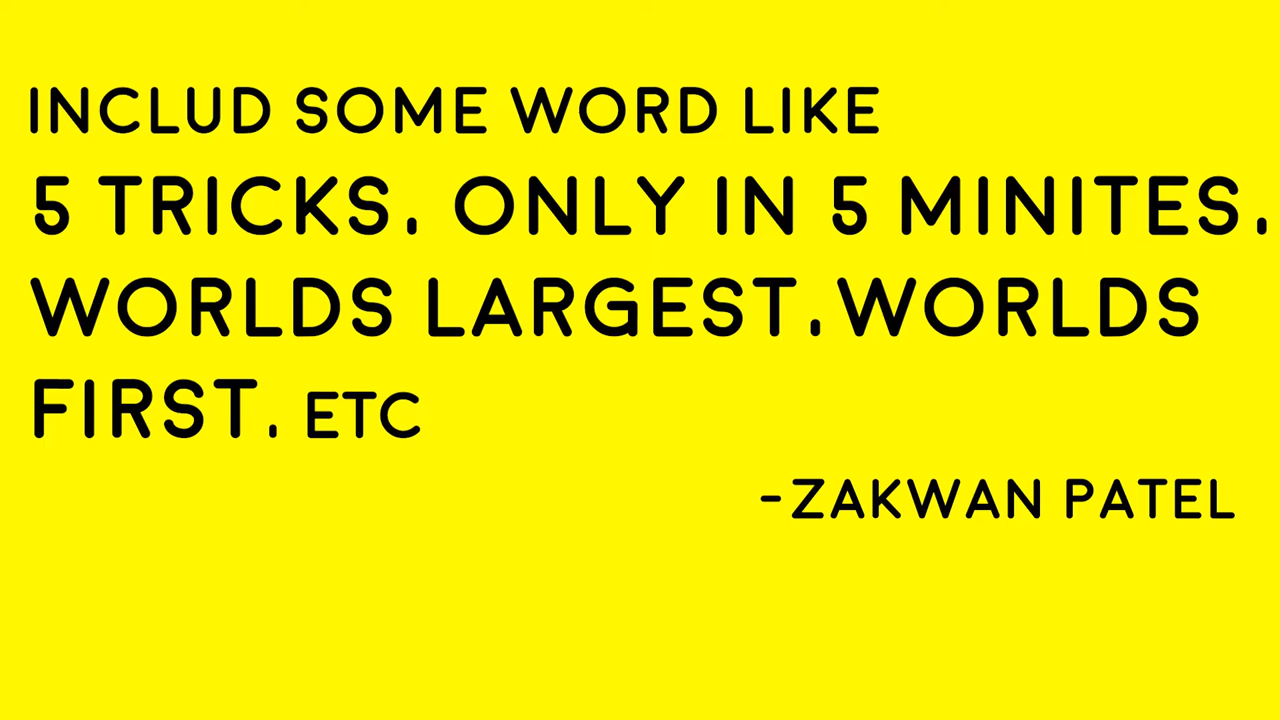 INCLUD SOME WORD LIKE
5 TRICKS. ONLY IN 5 MINITES.
WORLDS LARGEST.WORLDS
FIRST. ETC
-ZAKWAN PATEL